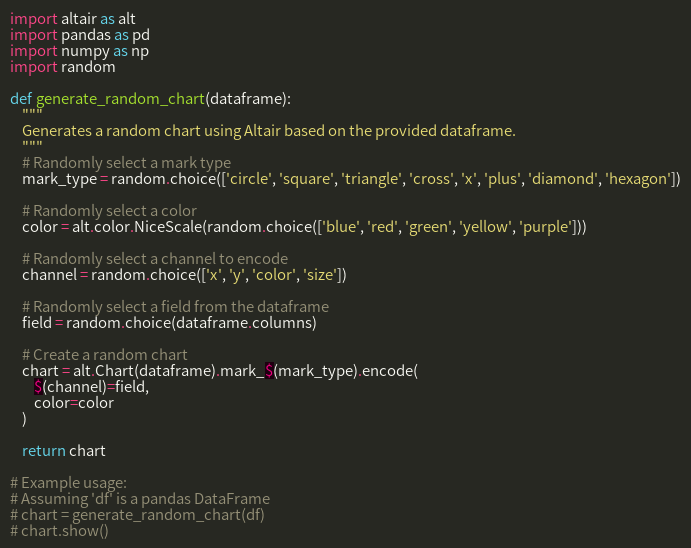 import altair as alt
import pandas as pd
import numpy as np
import random

def generate_random_chart(dataframe):
    """
    Generates a random chart using Altair based on the provided dataframe.
    """
    # Randomly select a mark type
    mark_type = random.choice(['circle', 'square', 'triangle', 'cross', 'x', 'plus', 'diamond', 'hexagon'])

    # Randomly select a color
    color = alt.color.NiceScale(random.choice(['blue', 'red', 'green', 'yellow', 'purple']))

    # Randomly select a channel to encode
    channel = random.choice(['x', 'y', 'color', 'size'])

    # Randomly select a field from the dataframe
    field = random.choice(dataframe.columns)

    # Create a random chart
    chart = alt.Chart(dataframe).mark_$(mark_type).encode(
        $(channel)=field,
        color=color
    )

    return chart

# Example usage:
# Assuming 'df' is a pandas DataFrame
# chart = generate_random_chart(df)
# chart.show()